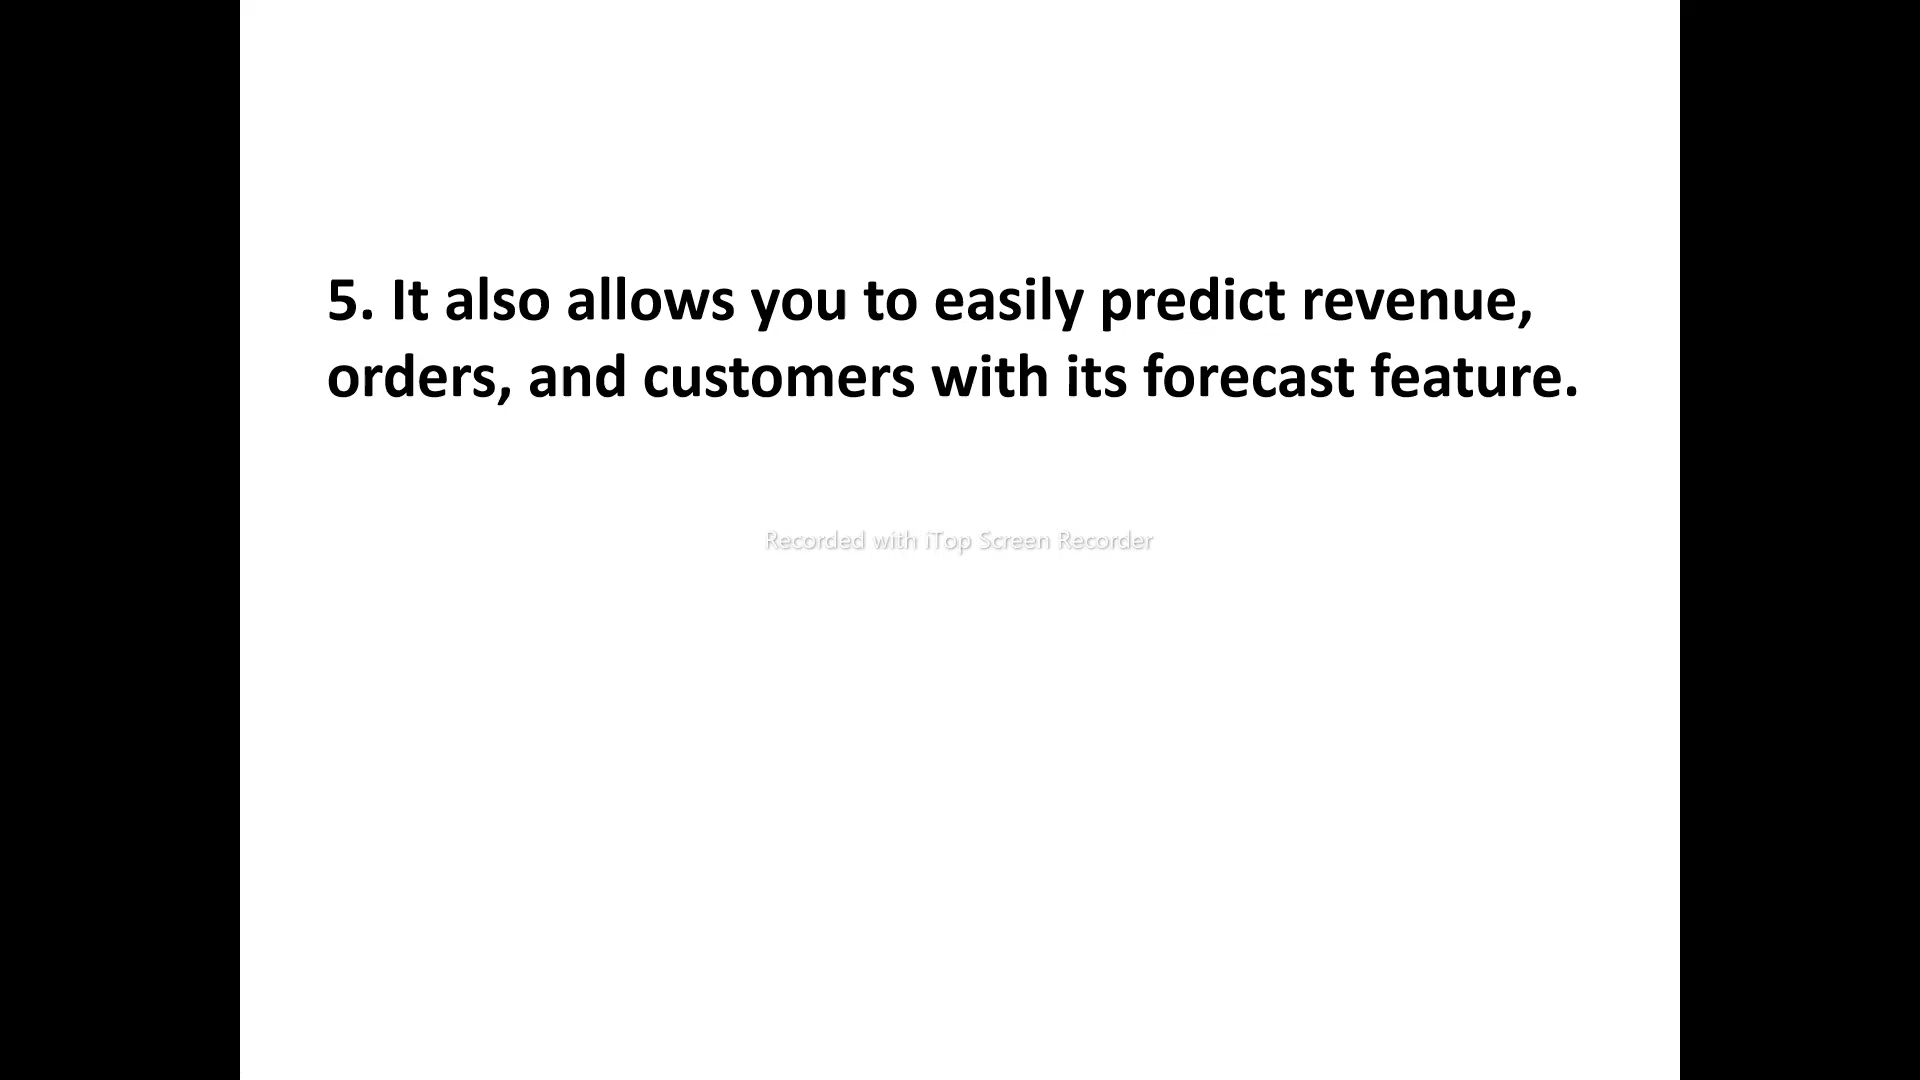 5. It also allows you to easily predict revenue,
orders, and customers with its forecast feature.
Recorded with iTop Screen Recorder